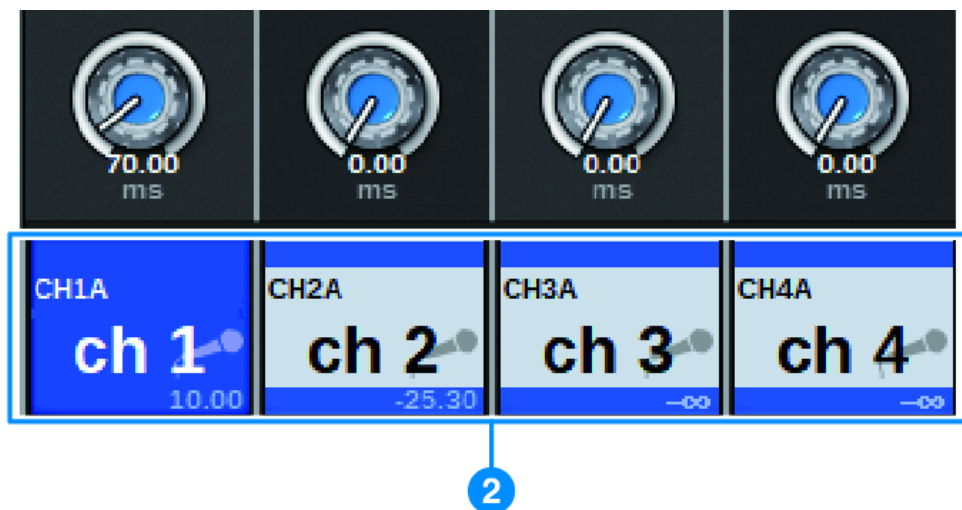 70.00 0.00 0.00 0.00
ms ms ms ms
CH1A CH2A CH3A CH4A
ch 1 ch 2 ch 3 ch 4
10.00 -25.30 -∞ -∞
2